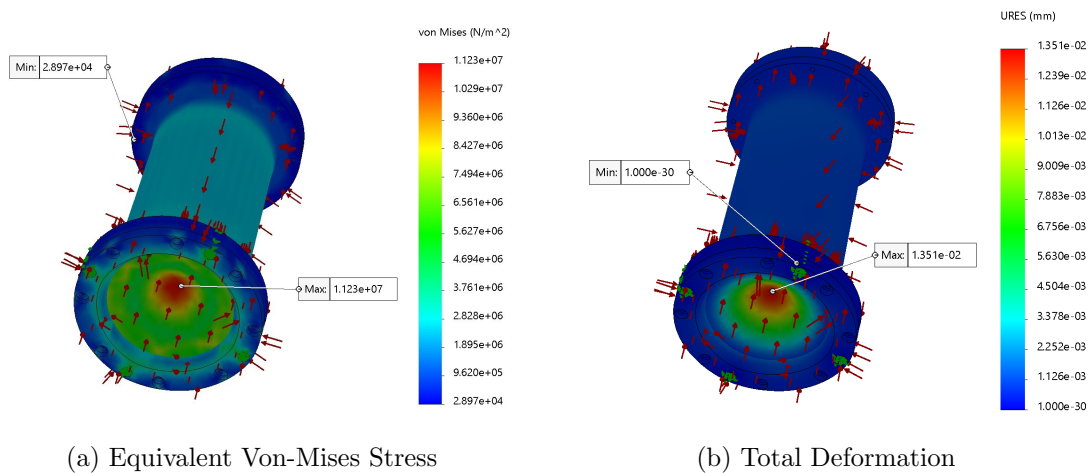 von Mises (N/m^2)
1.123e+07
1.029e+07
9.360e+06
8.427e+06
7.494e+06
6.561e+06
5.627e+06
4.694e+06
3.761e+06
2.828e+06
1.895e+06
9.620e+05
2.897e+04
Min: 2.897e+04
Max: 1.123e+07
(a) Equivalent Von-Mises Stress
URES (mm)
1.351e-02
1.239e-02
1.126e-02
1.013e-02
9.009e-03
7.883e-03
6.756e-03
5.630e-03
4.504e-03
3.378e-03
2.252e-03
1.126e-03
1.000e-30
Min: 1.000e-30
Max: 1.351e-02
(b) Total Deformation